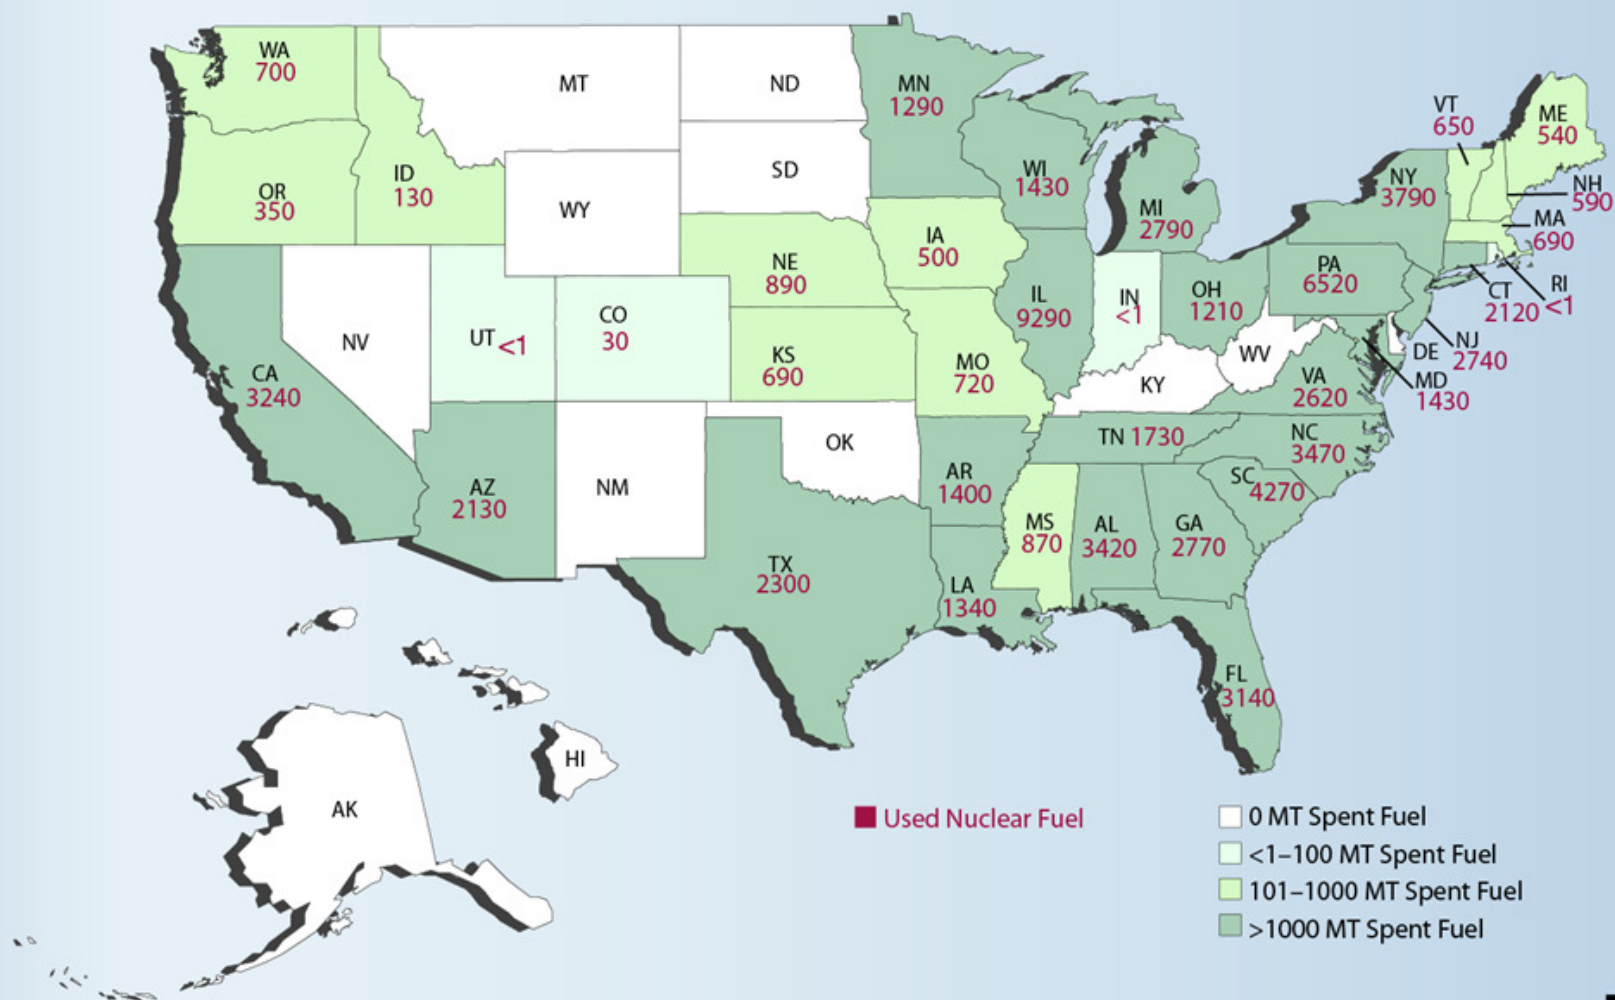 WA
700
MT
ND
MN
1290
VT
650
ME
540
ID
130
OR
350
WY
SD
WI
1430
MI
2790
NY
3790
NH
590
MA
690
RI
<1
CT
2120
NE
890
IA
500
IL
9290
IN
<1
OH
1210
PA
6520
NJ
2740
DE
MD
1430
NV
UT <1
CO
30
KS
690
MO
720
KY
WV
VA
2620
CA
3240
AZ
2130
NM
OK
AR
1400
TN 1730
NC
3470
SC 4270
MS
870
AL
3420
GA
2770
TX
2300
LA
1340
FL
3140
HI
AK
Used Nuclear Fuel
0 MT Spent Fuel
<1–100 MT Spent Fuel
101–1000 MT Spent Fuel
>1000 MT Spent Fuel